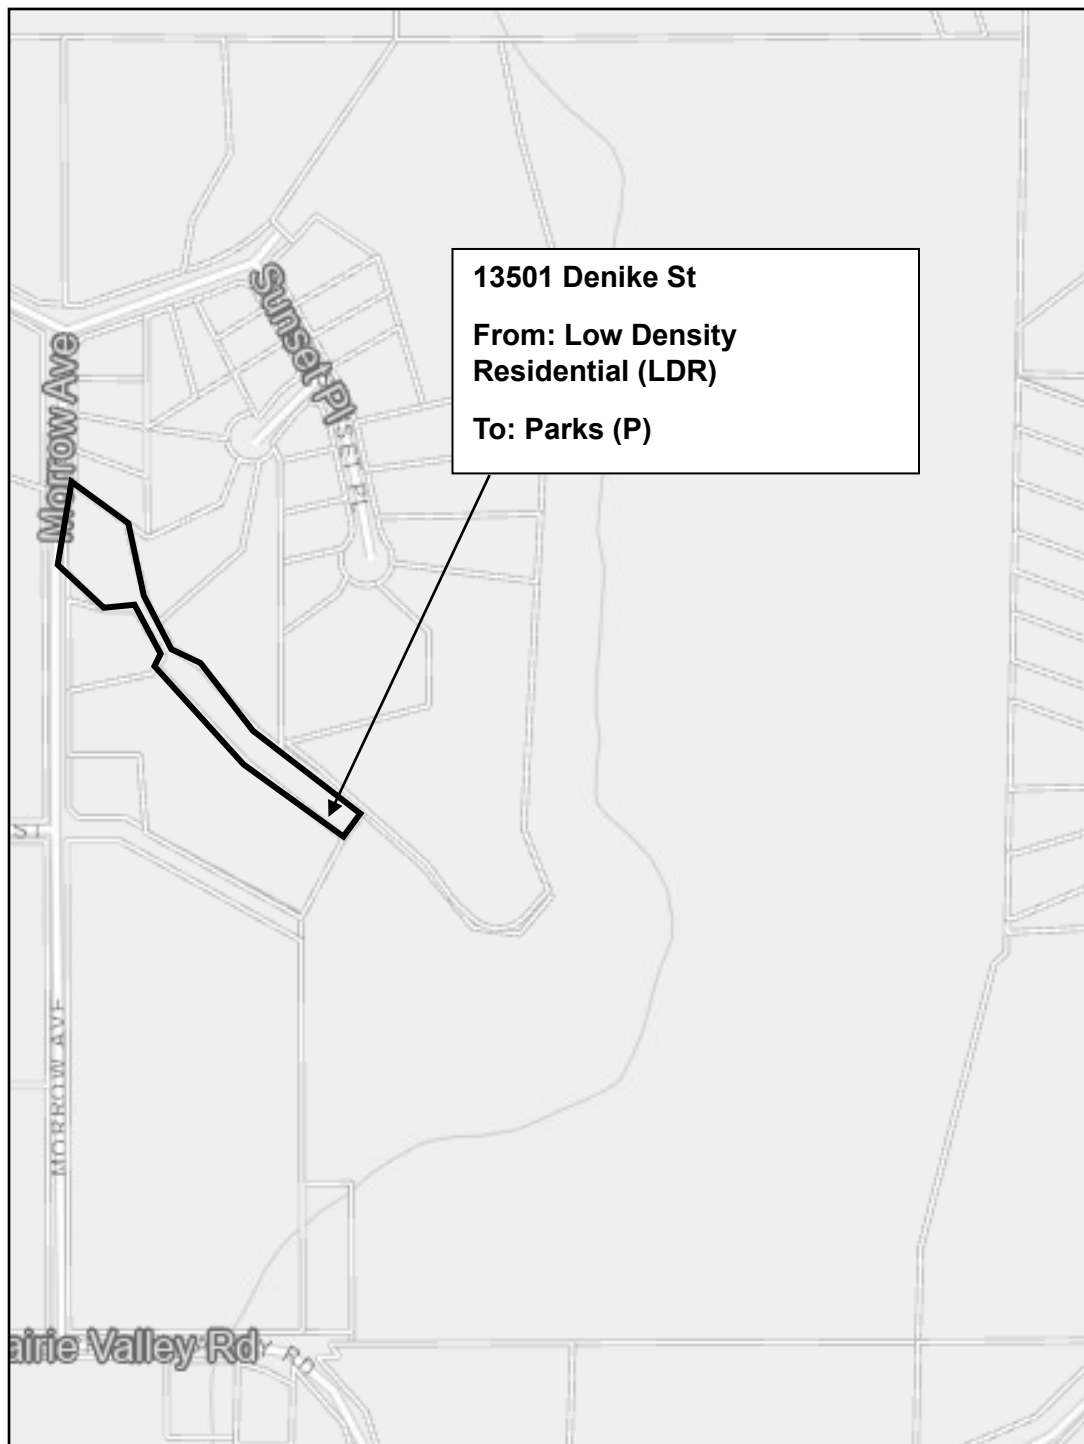 Sunset Pl
13501 Denike St
From: Low Density
Residential (LDR)
To: Parks (P)
Morrow Ave
SET PL
ST
MORROW AVE
airie Valley Rd
Y RD